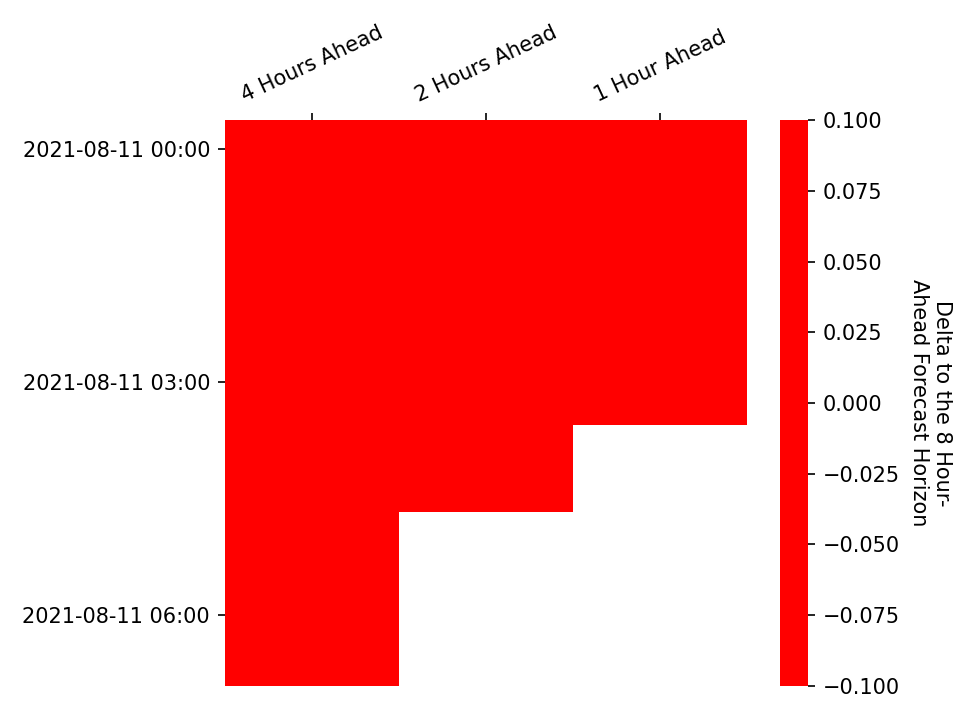 4 Hours Ahead
2 Hours Ahead
1 Hour Ahead
2021-08-11 00:00
2021-08-11 03:00
2021-08-11 06:00
0.100
0.075
0.050
0.025
0.000
−0.025
−0.050
−0.075
−0.100
Delta to the 8 Hour-
Ahead Forecast Horizon